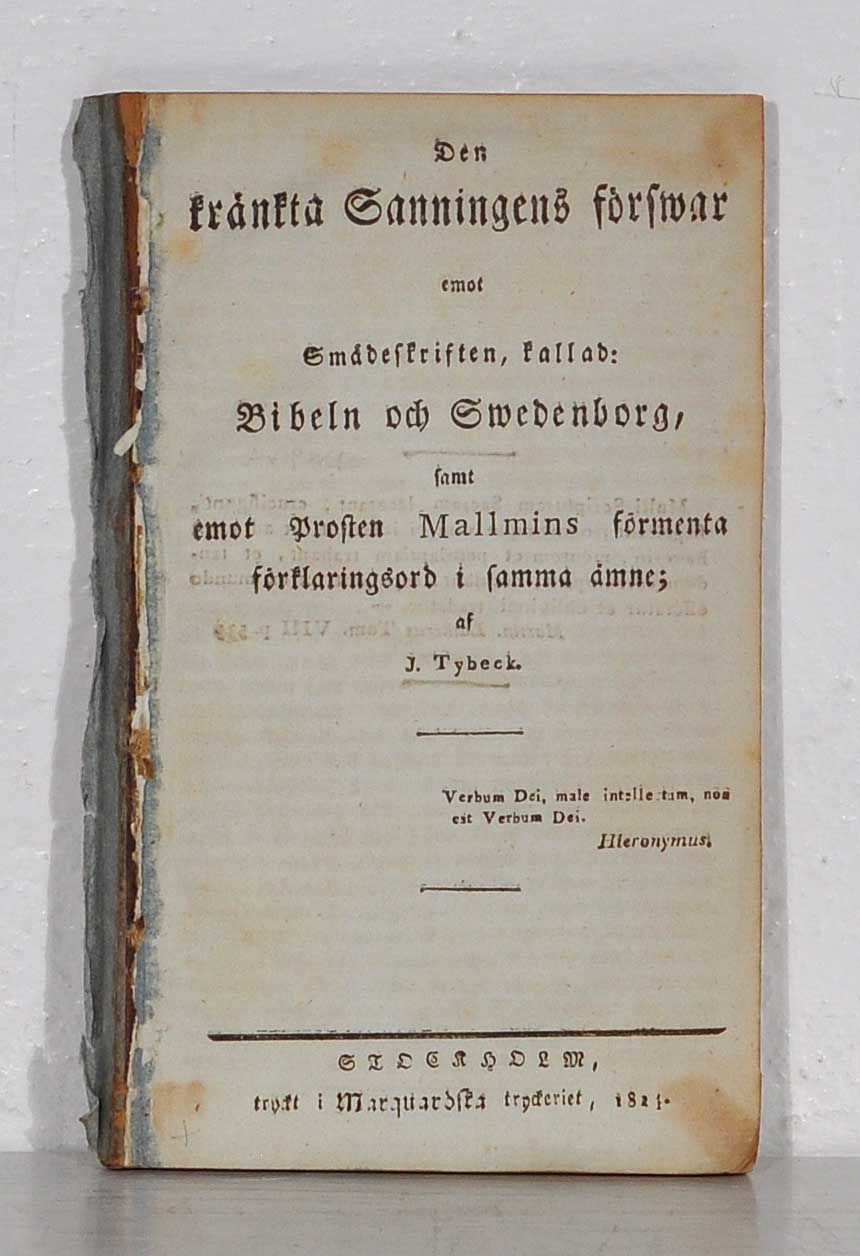 Den
kränkta Sanningens förswar
emot
Smädeskriften, kallad:
Bibeln och Swedenborg,
samt
emot Prosten Mallmins förmenta
förklaringsord i samma ämne;
af
J. Tybeck.
Verbum Dei, male intellectum, non
est Verbum Dei.
Hieronymus.
STOCKHOLM,
tryckt i Marquardska tryckeriet,